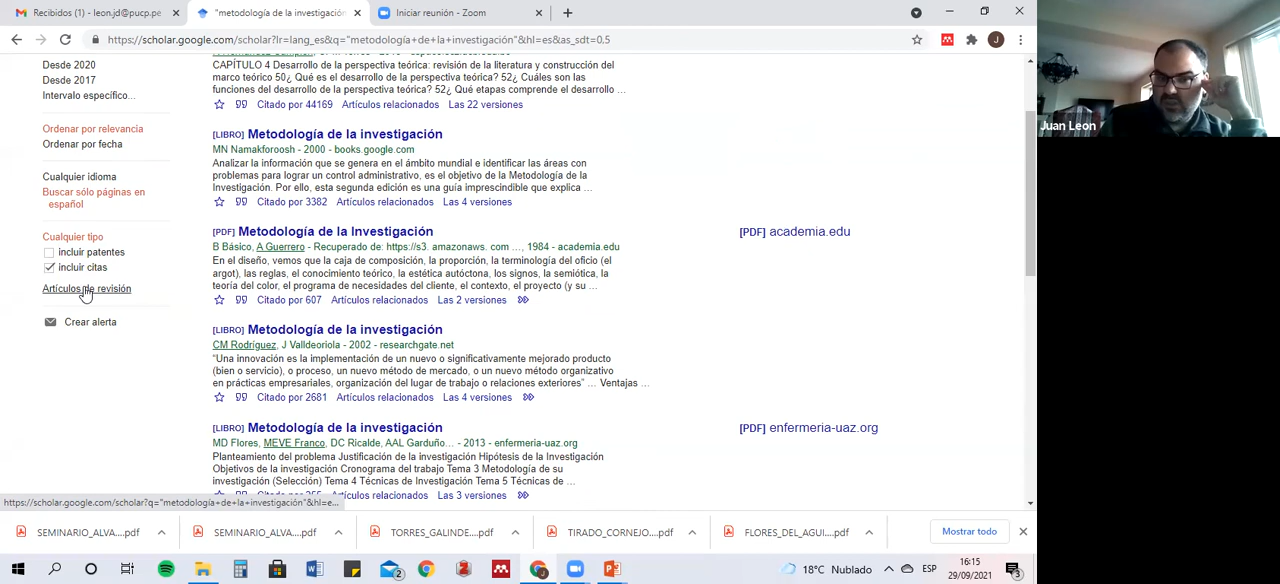 Recibidos (1) - leon.jd@pucp.pe
"metodología de la investigación
Iniciar reunión - Zoom
https://scholar.google.com/scholar?lr=lang_es&q="metodología+de+la+investigación"&hl=es&as_sdt=0,5
J
Desde 2020
Desde 2017
Intervalo específico...
Ordenar por relevancia
Ordenar por fecha
Cualquier idioma
Buscar sólo páginas en
español
Cualquier tipo
incluir patentes
incluir citas
Artículos de revisión
Crear alerta
CAPÍTULO 4 Desarrollo de la perspectiva teórica: revisión de la literatura y construcción del
marco teórico 50¿ Qué es el desarrollo de la perspectiva teórica? 52¿ Cuáles son las
funciones del desarrollo de la perspectiva teórica? 52¿ Qué etapas comprende el desarrollo ...
Citado por 44169 Artículos relacionados Las 22 versiones
[LIBRO] Metodología de la investigación
MN Namakforoosh - 2000 - books.google.com
Analizar la información que se genera en el ámbito mundial e identificar las áreas con
problemas para lograr un control administrativo, es el objetivo de la Metodología de la
Investigación. Por ello, esta segunda edición es una guía imprescindible que explica ...
Citado por 3382 Artículos relacionados Las 4 versiones
[PDF] Metodología de la Investigación
[PDF] academia.edu
B Básico, A Guerrero - Recuperado de: https://s3. amazonaws. com ..., 1984 - academia.edu
En el diseño, vemos que la caja de composición, la proporción, la terminología del oficio (el
argot), las reglas, el conocimiento teórico, la estética autóctona, los signos, la semiótica, la
teoría del color, el programa de necesidades del cliente, el contexto, el proyecto (y su ...
Citado por 607 Artículos relacionados Las 2 versiones
[LIBRO] Metodología de la investigación
CM Rodríguez, J Valldeoriola - 2002 - researchgate.net
"Una innovación es la implementación de un nuevo o significativamente mejorado producto
(bien o servicio), o proceso, un nuevo método de mercado, o un nuevo método organizativo
en prácticas empresariales, organización del lugar de trabajo o relaciones exteriores" ... Ventajas ...
Citado por 2681 Artículos relacionados Las 4 versiones
[LIBRO] Metodología de la investigación
[PDF] enfermeria-uaz.org
MD Flores, MEVE Franco, DC Ricalde, AAL Garduño... - 2013 - enfermeria-uaz.org
Planteamiento del problema Justificación de la investigación Hipótesis de la Investigación
Objetivos de la investigación Cronograma del trabajo Tema 3 Metodología de su
investigación (Selección) Tema 4 Técnicas de Investigación Tema 5 Técnicas de ...
Artículos relacionados Las 3 versiones
https://scholar.google.com/scholar?q="metodología+de+la+investigación"&hl=e...
SEMINARIO_ALVA....pdf
SEMINARIO_ALVA....pdf
TORRES_GALINDE....pdf
TIRADO_CORNEJO....pdf
FLORES_DEL_AGUI....pdf
Mostrar todo
2
18°C Nublado
ESP
16:15
29/09/2021
3
Juan Leon